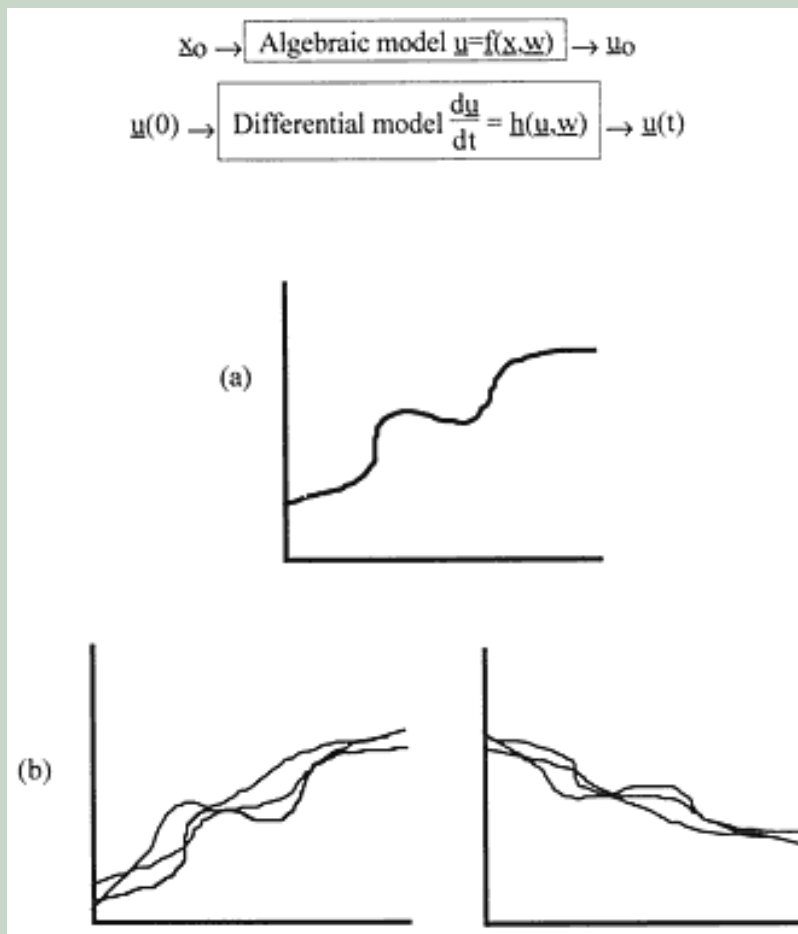 x₀ → Algebraic model u=f(x,w) → u₀
u(0) → Differential model du/dt = h(u,w) → u(t)
(a)
(b)